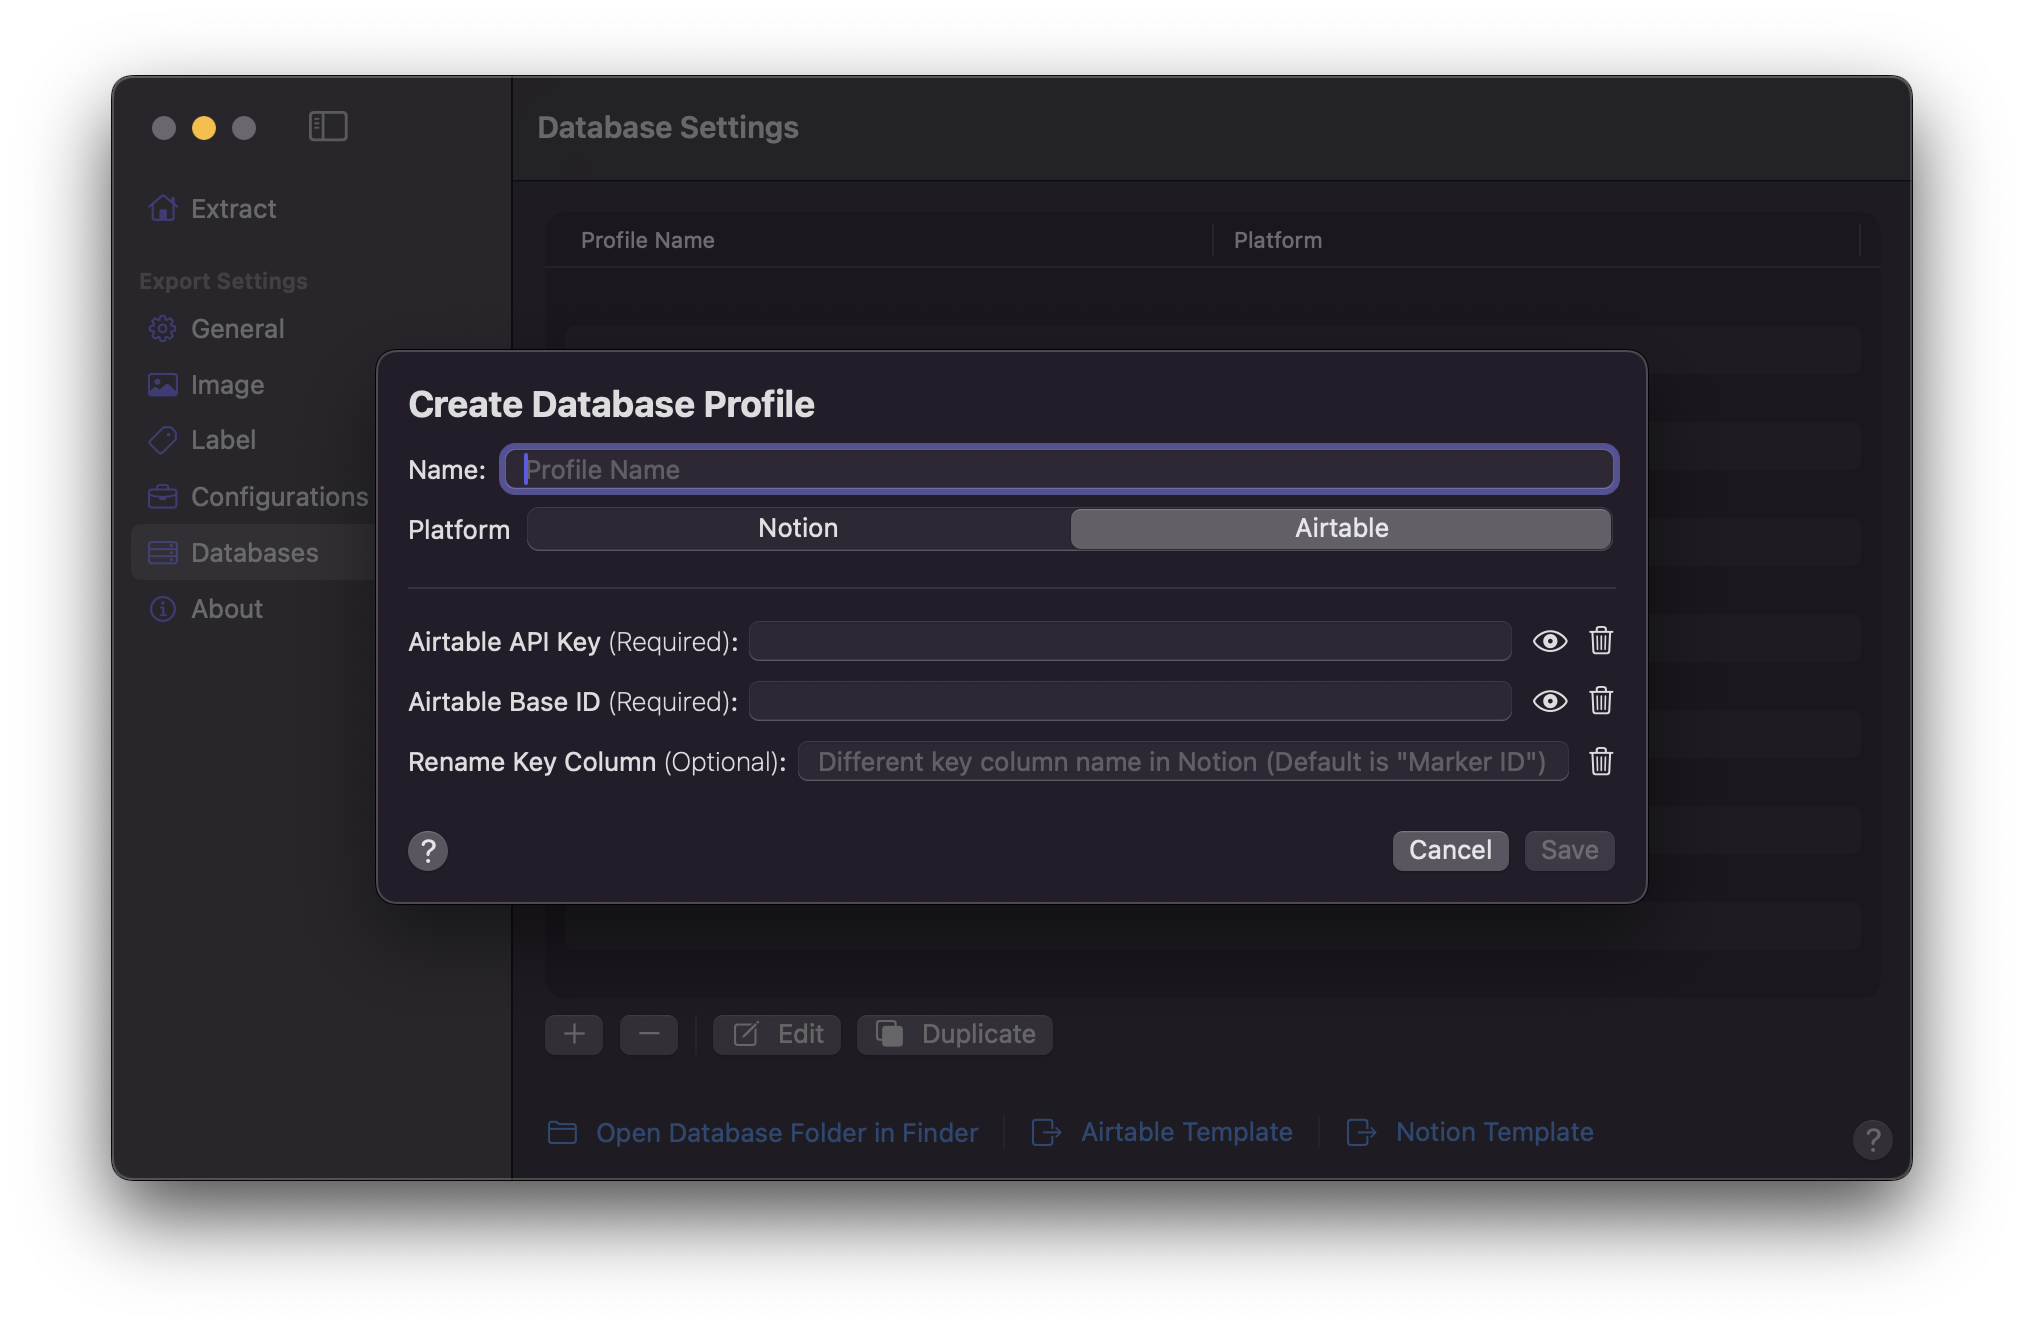 Database Settings
Extract
Export Settings
General
Image
Label
Configurations
Databases
About
Profile Name
Platform
Create Database Profile
Name: Profile Name
Platform Notion Airtable
Airtable API Key (Required):
Airtable Base ID (Required):
Rename Key Column (Optional): Different key column name in Notion (Default is "Marker ID")
? Cancel Save
+ − Edit Duplicate
Open Database Folder in Finder Airtable Template Notion Template ?